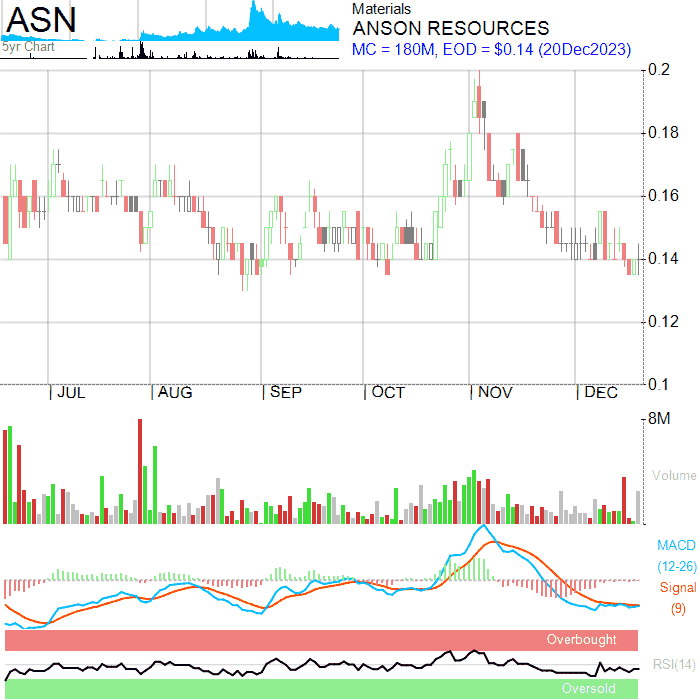 ASN
5yr Chart
Materials
ANSON RESOURCES
MC = 180M, EOD = $0.14 (20Dec2023)
0.2
0.18
0.16
0.14
0.12
0.1
JUL AUG SEP OCT NOV DEC
8M
Volume
MACD
(12-26)
Signal
(9)
Overbought
RSI(14)
Oversold